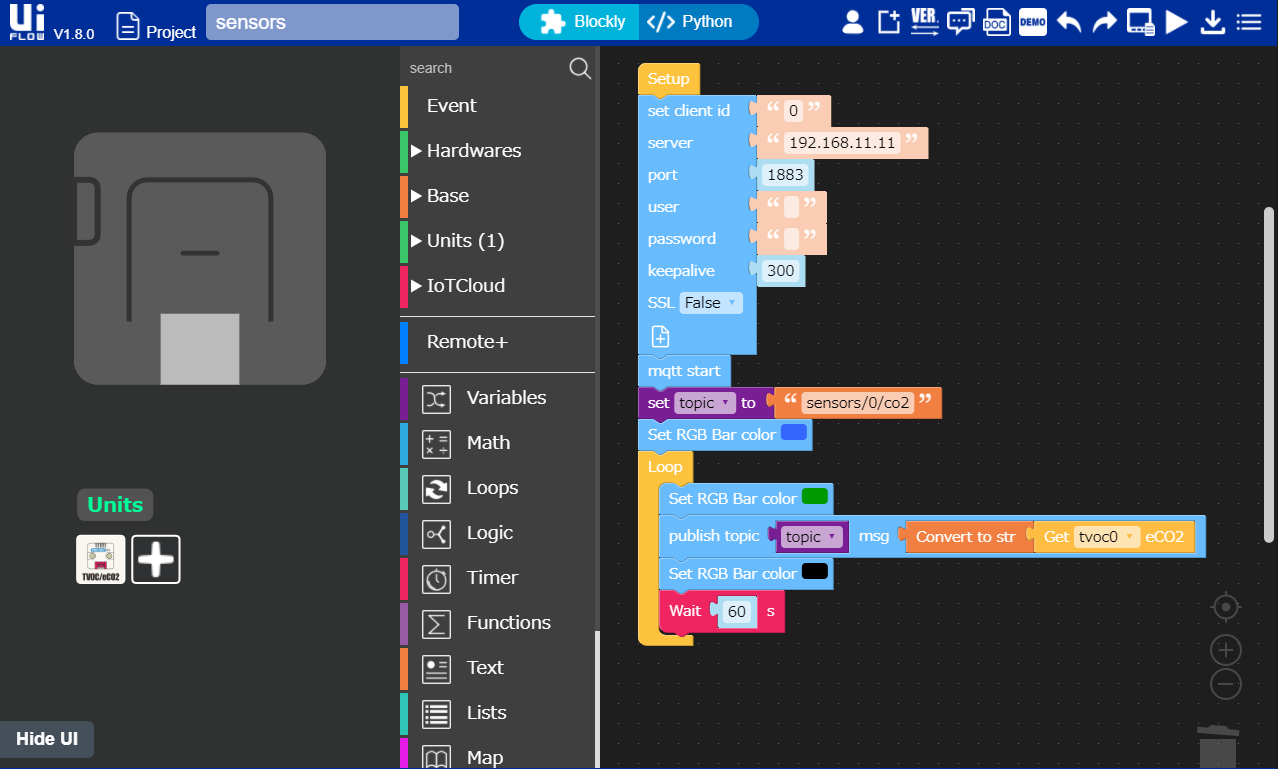 Ui
FLOW V1.8.0
Project
sensors
Blockly
</> Python
VER.
DOC
DEMO
Units
TVOC/eCO2
Hide UI
search
Event
Hardwares
Base
Units (1)
IoTCloud
Remote+
Variables
Math
Loops
Logic
Timer
Functions
Text
Lists
Map
Setup
set client id “ 0 ”
server “ 192.168.11.11 ”
port 1883
user “ ”
password “ ”
keepalive 300
SSL False
mqtt start
set topic to “ sensors/0/co2 ”
Set RGB Bar color
Loop
Set RGB Bar color
publish topic topic msg Convert to str Get tvoc0 eCO2
Set RGB Bar color
Wait 60 s